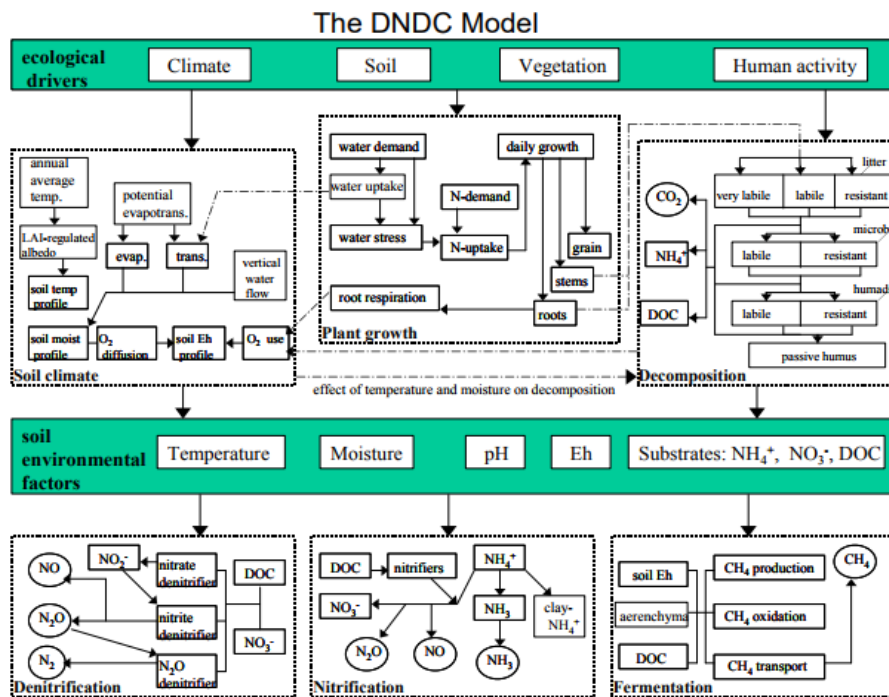 The DNDC Model
ecological
drivers
Climate
Soil
Vegetation
Human activity
annual
average
temp.
potential
evapotrans.
LAI-regulated
albedo
evap.
trans.
vertical
water
flow
soil temp
profile
soil moist
profile
O₂
diffusion
soil Eh
profile
O₂ use
Soil climate
water demand
daily growth
water uptake
N-demand
water stress
N-uptake
grain
stems
root respiration
roots
Plant growth
litter
very labile
labile
resistant
CO₂
microb
labile
resistant
NH₄⁺
humads
labile
resistant
DOC
passive humus
Decomposition
effect of temperature and moisture on decomposition
soil
environmental
factors
Temperature
Moisture
pH
Eh
Substrates: NH₄⁺, NO₃⁻, DOC
NO
NO₂⁻
nitrate
denitrifier
DOC
N₂O
nitrite
denitrifier
NO₃⁻
N₂
N₂O
denitrifier
Denitrification
DOC
nitrifiers
NH₄⁺
NO₃⁻
NH₃
clay-
NH₄⁺
N₂O
NO
NH₃
Nitrification
soil Eh
CH₄ production
CH₄
aerenchyma
CH₄ oxidation
DOC
CH₄ transport
Fermentation